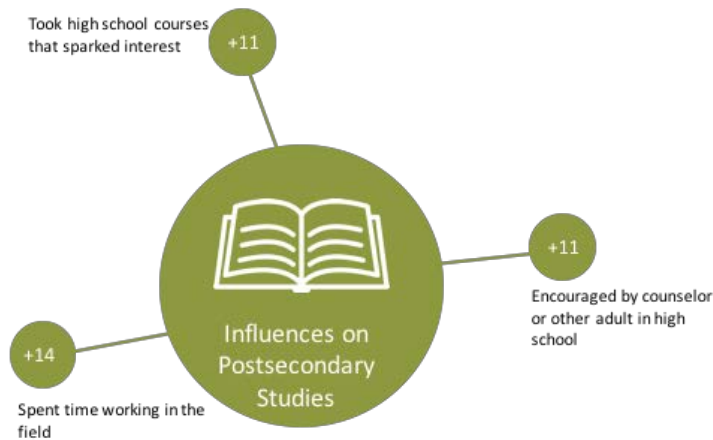 Took high school courses
that sparked interest
+11
+11
Encouraged by counselor
or other adult in high
school
Influences on
Postsecondary
Studies
+14
Spent time working in the
field